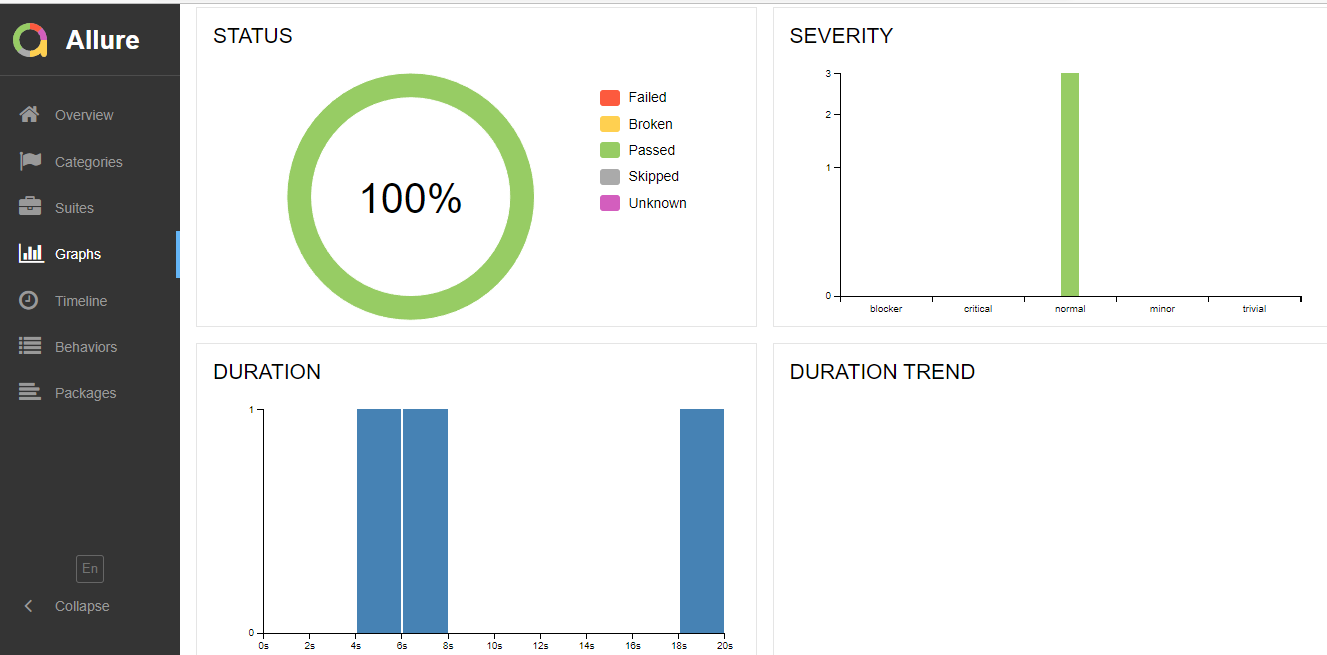 Allure
Overview
Categories
Suites
Graphs
Timeline
Behaviors
Packages
En
Collapse
STATUS
100%
Failed
Broken
Passed
Skipped
Unknown
SEVERITY
3
2
1
0
blocker critical normal minor trivial
DURATION
1
0
0s 2s 4s 6s 8s 10s 12s 14s 16s 18s 20s
DURATION TREND